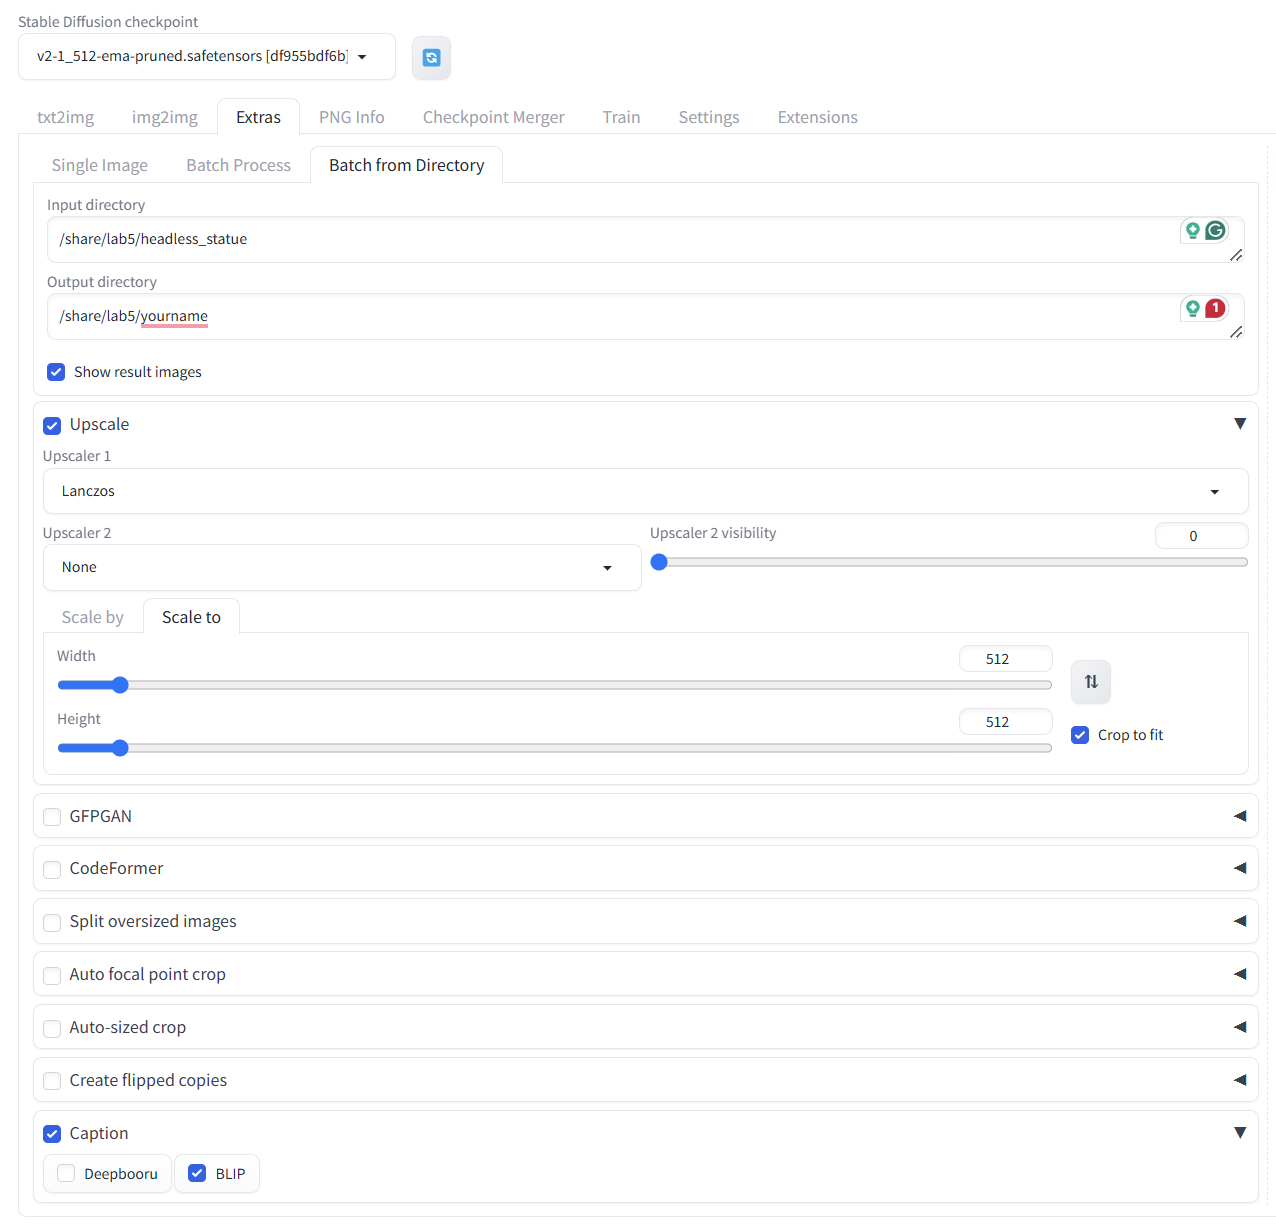 Stable Diffusion checkpoint
v2-1_512-ema-pruned.safetensors [df955bdf6b]
txt2img img2img Extras PNG Info Checkpoint Merger Train Settings Extensions
Single Image Batch Process Batch from Directory
Input directory
/share/lab5/headless_statue
Output directory
/share/lab5/yourname
1
Show result images
Upscale
Upscaler 1
Lanczos
Upscaler 2 Upscaler 2 visibility 0
None
Scale by Scale to
Width 512
Height 512
Crop to fit
GFPGAN
CodeFormer
Split oversized images
Auto focal point crop
Auto-sized crop
Create flipped copies
Caption
Deepbooru BLIP